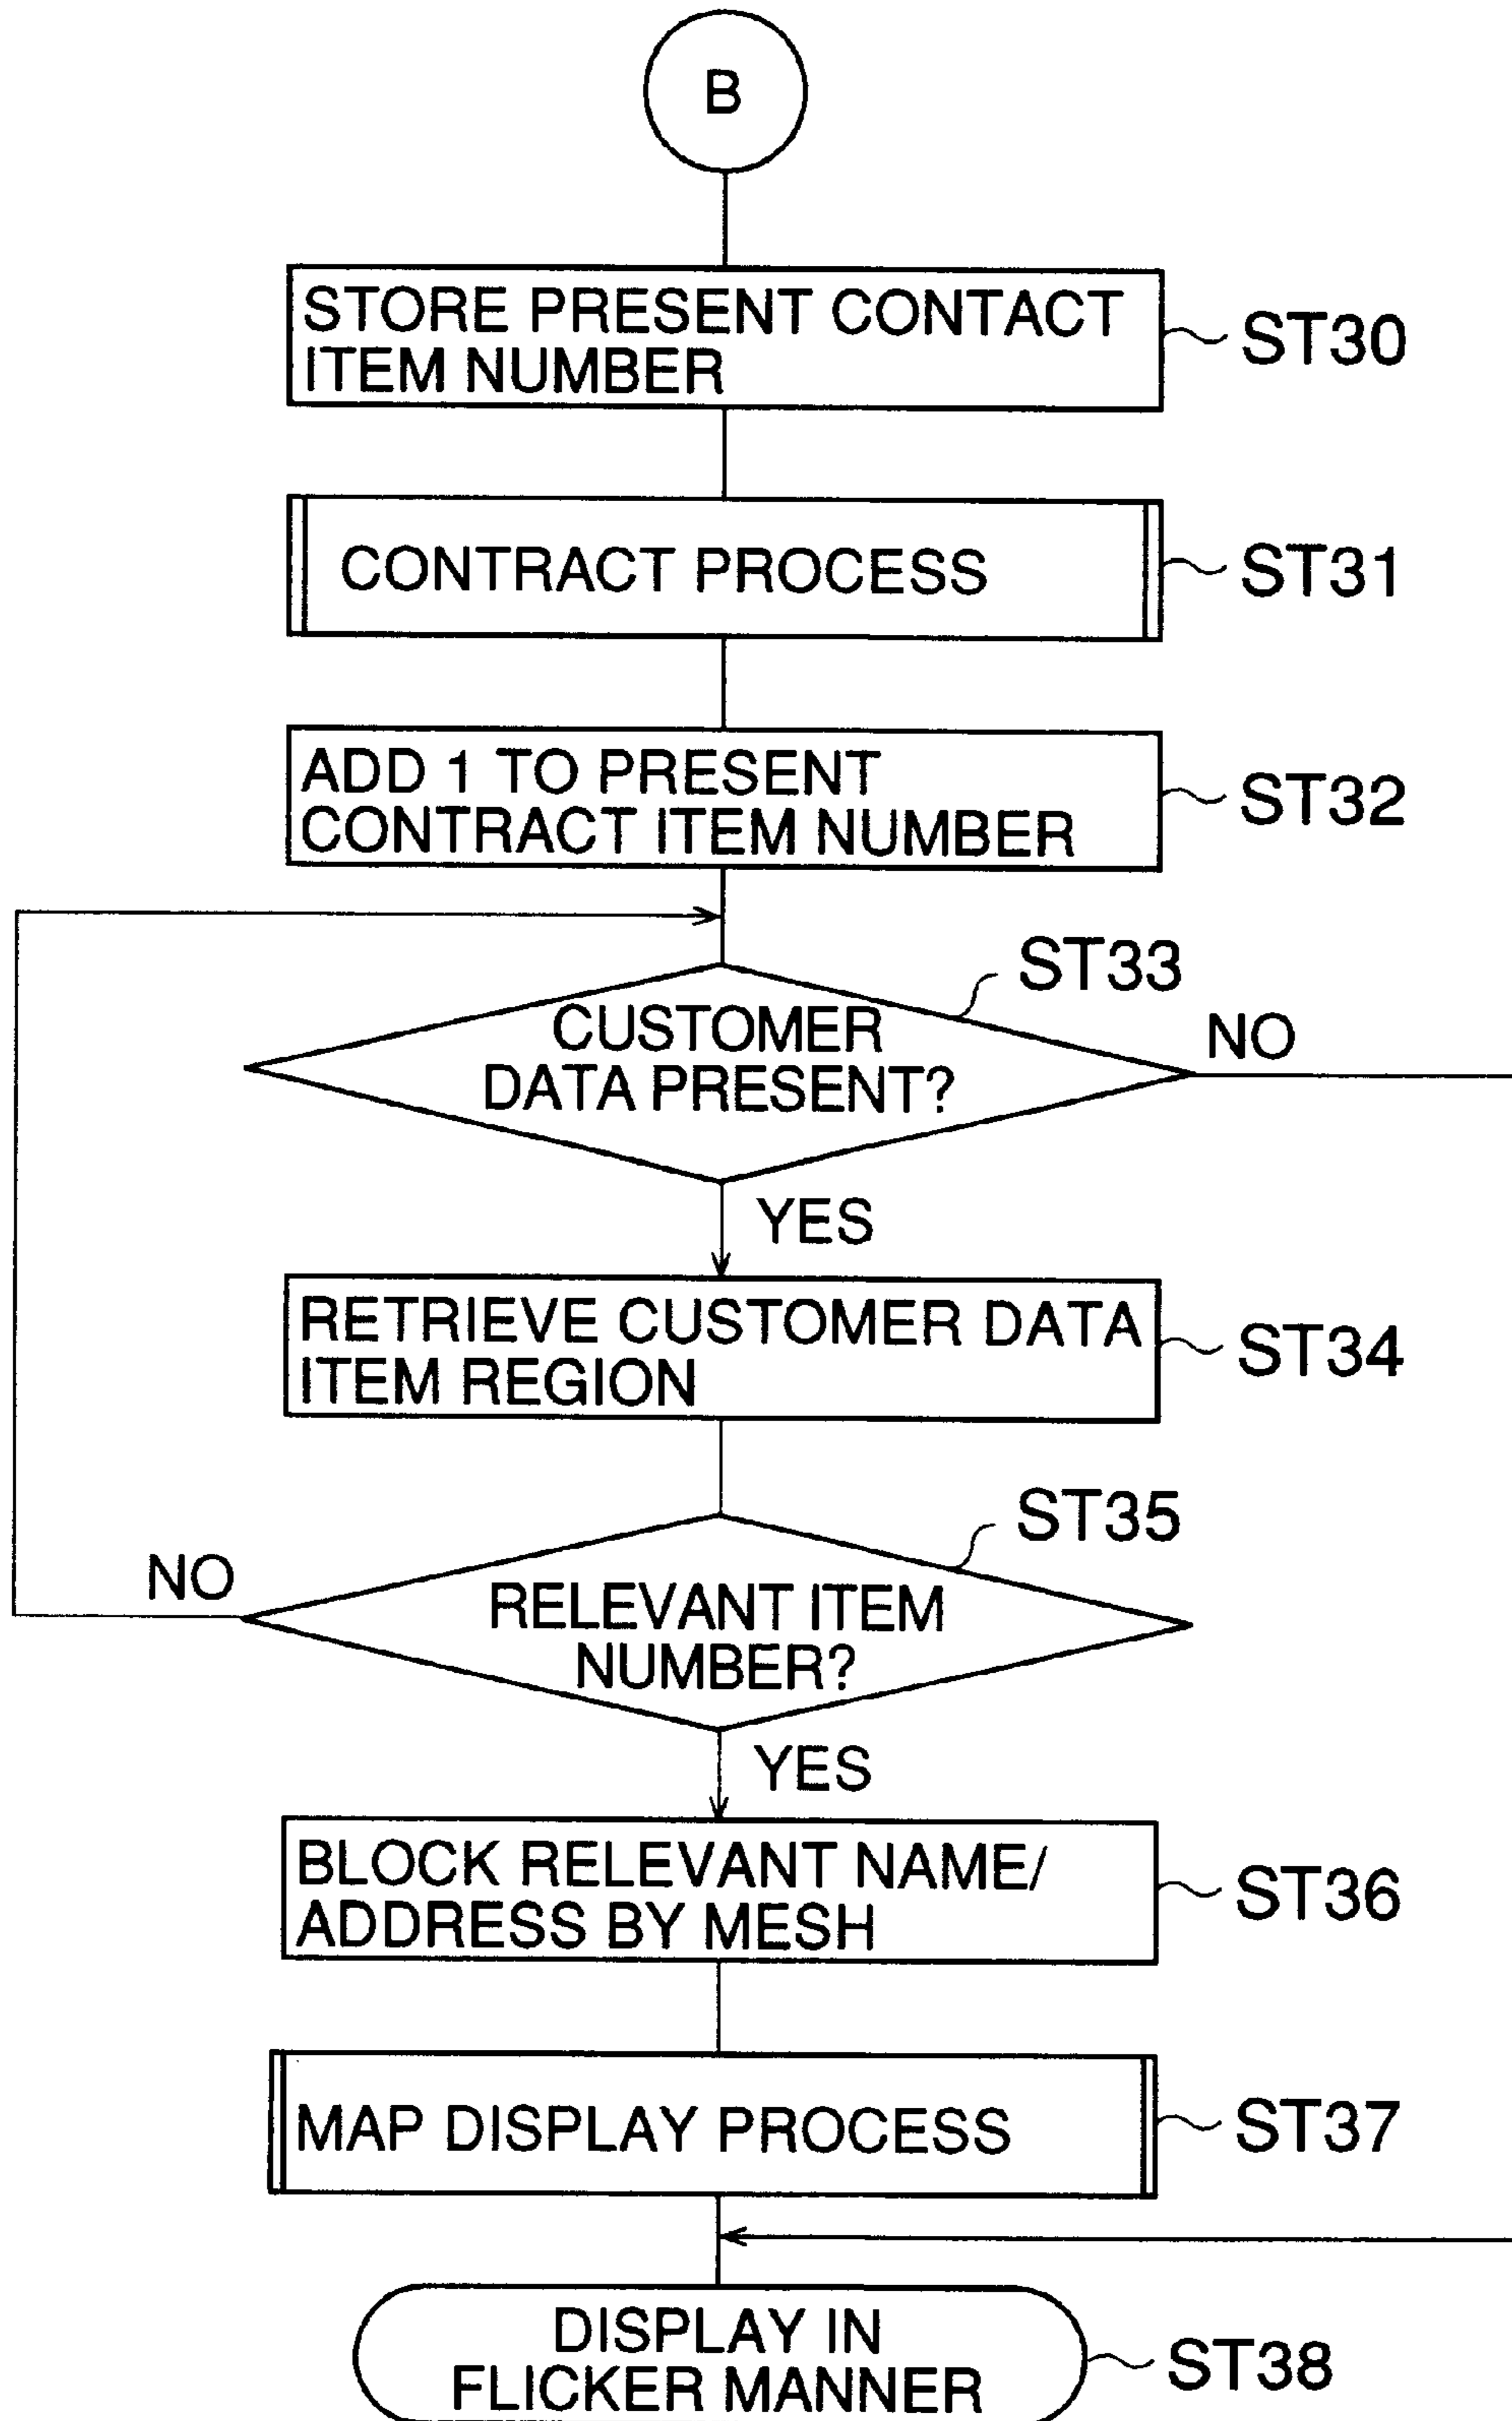 B
STORE PRESENT CONTACT
ITEM NUMBER
ST30
CONTRACT PROCESS
ST31
ADD 1 TO PRESENT
CONTRACT ITEM NUMBER
ST32
ST33
CUSTOMER
DATA PRESENT?
NO
YES
RETRIEVE CUSTOMER DATA
ITEM REGION
ST34
ST35
NO
RELEVANT ITEM
NUMBER?
YES
BLOCK RELEVANT NAME/
ADDRESS BY MESH
ST36
MAP DISPLAY PROCESS
ST37
DISPLAY IN
FLICKER MANNER
ST38